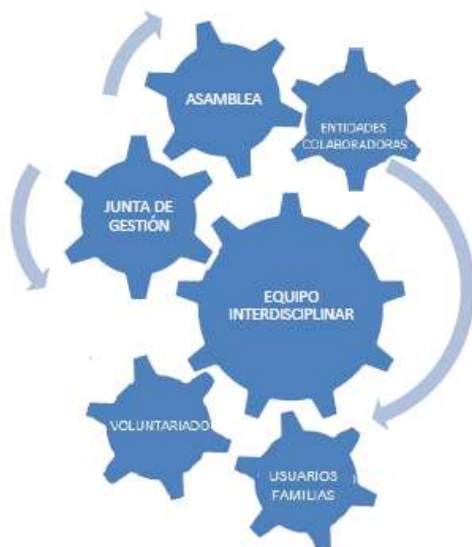 ASAMBLEA
ENTIDADES
COLABORADORAS
JUNTA DE
GESTIÓN
EQUIPO
INTERDISCIPLINAR
VOLUNTARIADO
USUARIOS
FAMILIAS